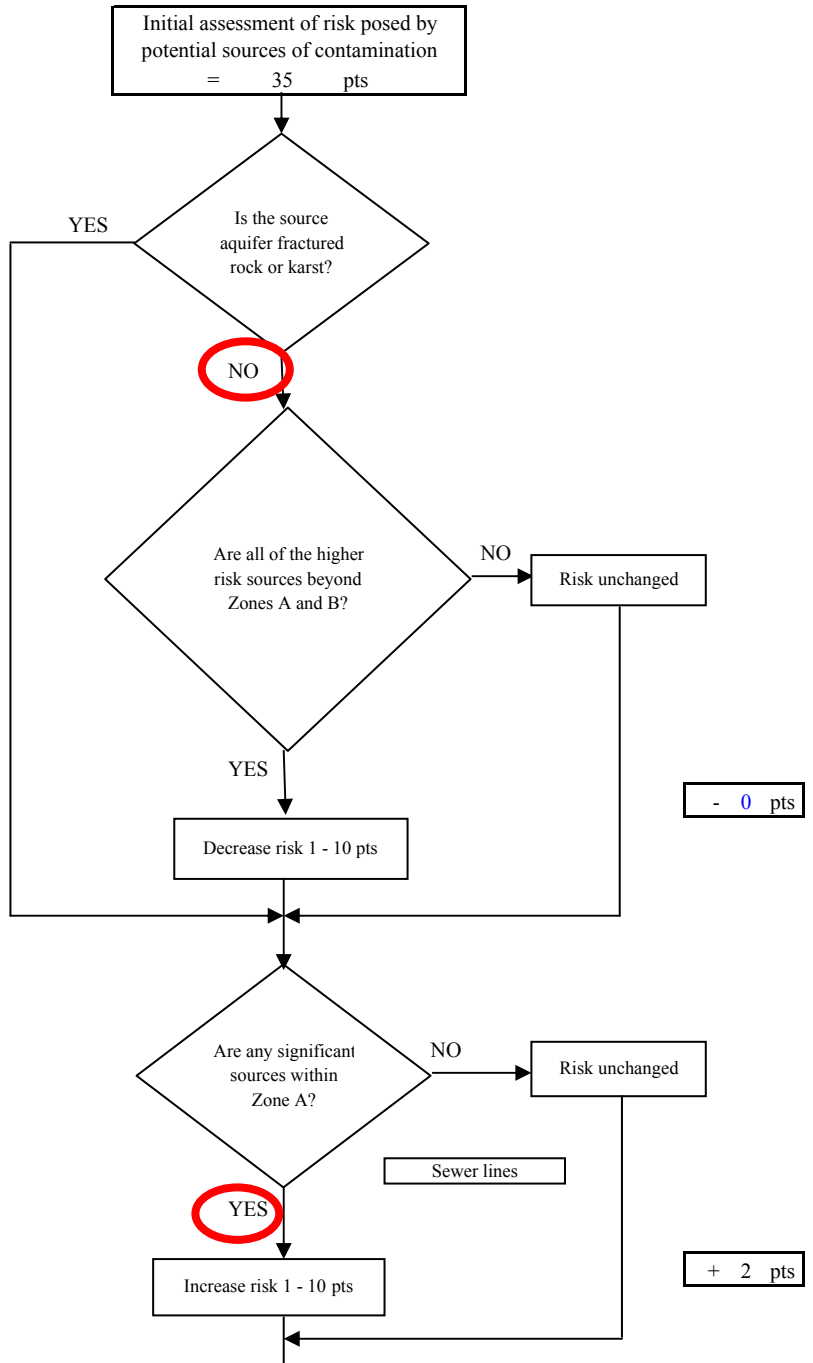 Initial assessment of risk posed by
potential sources of contamination
= 35 pts
YES
Is the source
aquifer fractured
rock or karst?
NO
Are all of the higher
risk sources beyond
Zones A and B?
NO
Risk unchanged
YES
- 0 pts
Decrease risk 1 - 10 pts
Are any significant
sources within
Zone A?
NO
Risk unchanged
Sewer lines
YES
+ 2 pts
Increase risk 1 - 10 pts